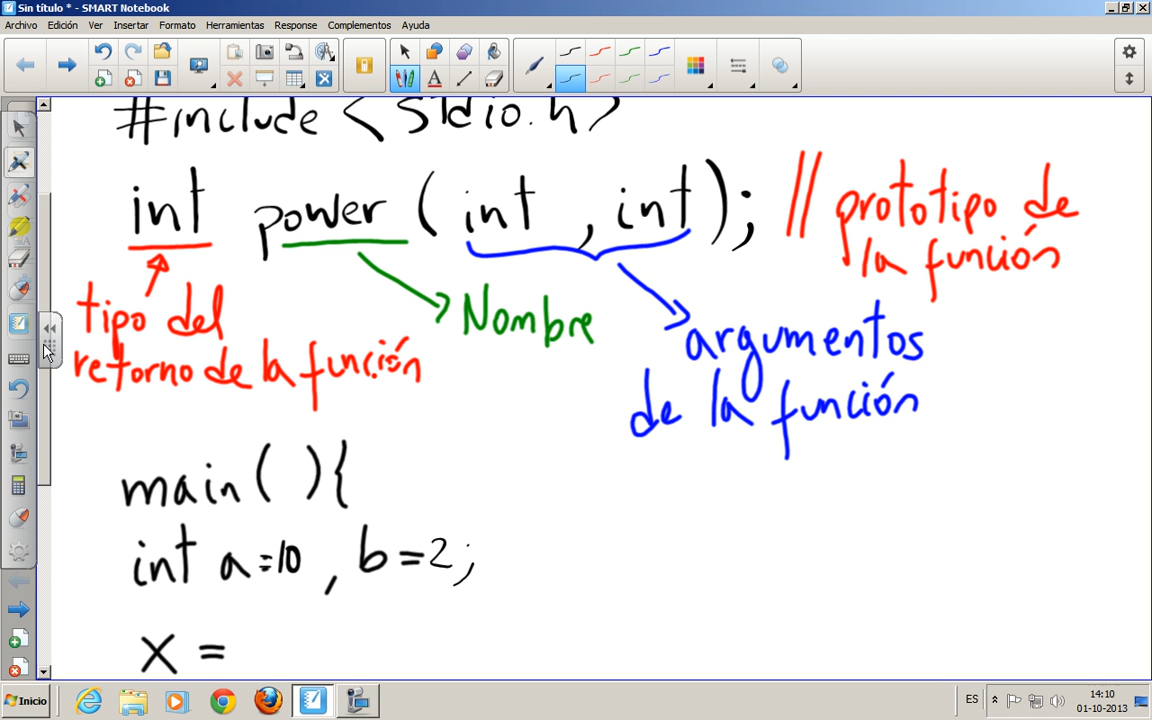 Sin título * - SMART Notebook
Archivo Edición Ver Insertar Formato Herramientas Response Complementos Ayuda
#include <stdio.h>
int power (int , int); // prototipo de
la función
tipo del
retorno de la función
Nombre
argumentos
de la función
main( ){
int a=10 , b=2;
x =
Inicio
ES
14:10
01-10-2013